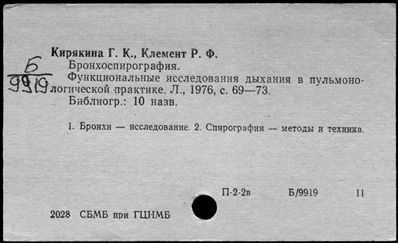 Кирякина Г. К., Клемент Р. Ф.
Бронхоспирография.
Функциональные исследования дыхания в пульмоно-
логической практике. Л., 1976, с. 69—73.
Библиогр.: 10 назв.
Б
9919
1. Бронхи — исследование. 2. Спирография — методы и техника.
П-2-2в Б/9919 11
2028 СБМБ при ГЦНМБ